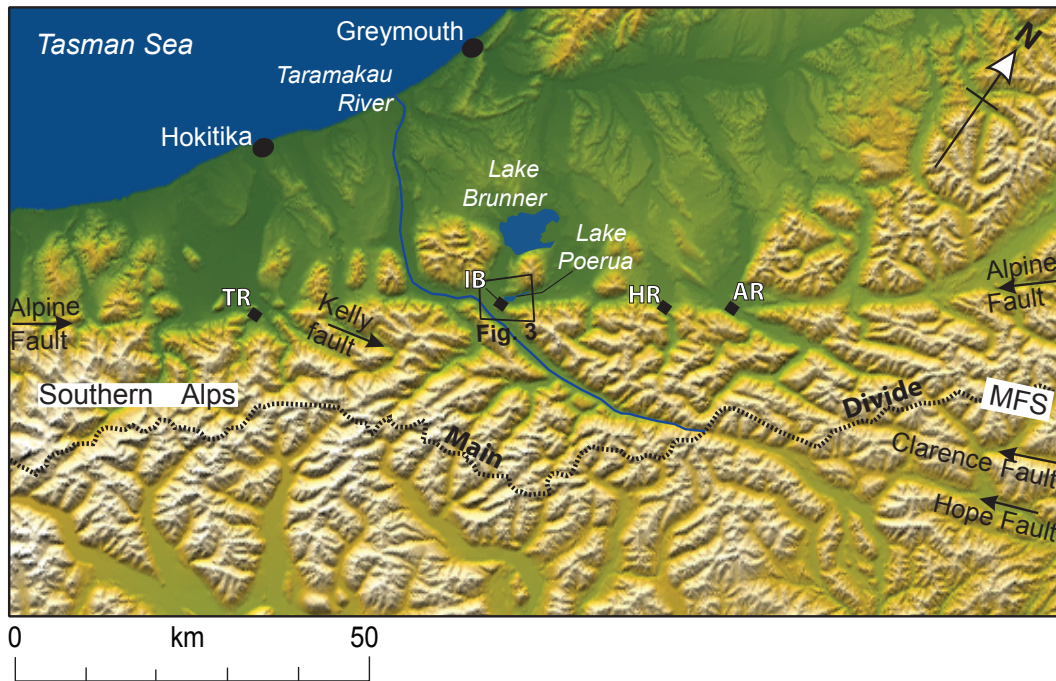 Tasman Sea
Greymouth
N
Taramakau
River
Hokitika
Lake
Brunner
Lake
Poerua
IB
TR
HR
AR
Alpine
Fault
Alpine
Fault
Kelly
fault
Fig. 3
Southern Alps
Main
Divide
MFS
Clarence Fault
Hope Fault
0 km 50